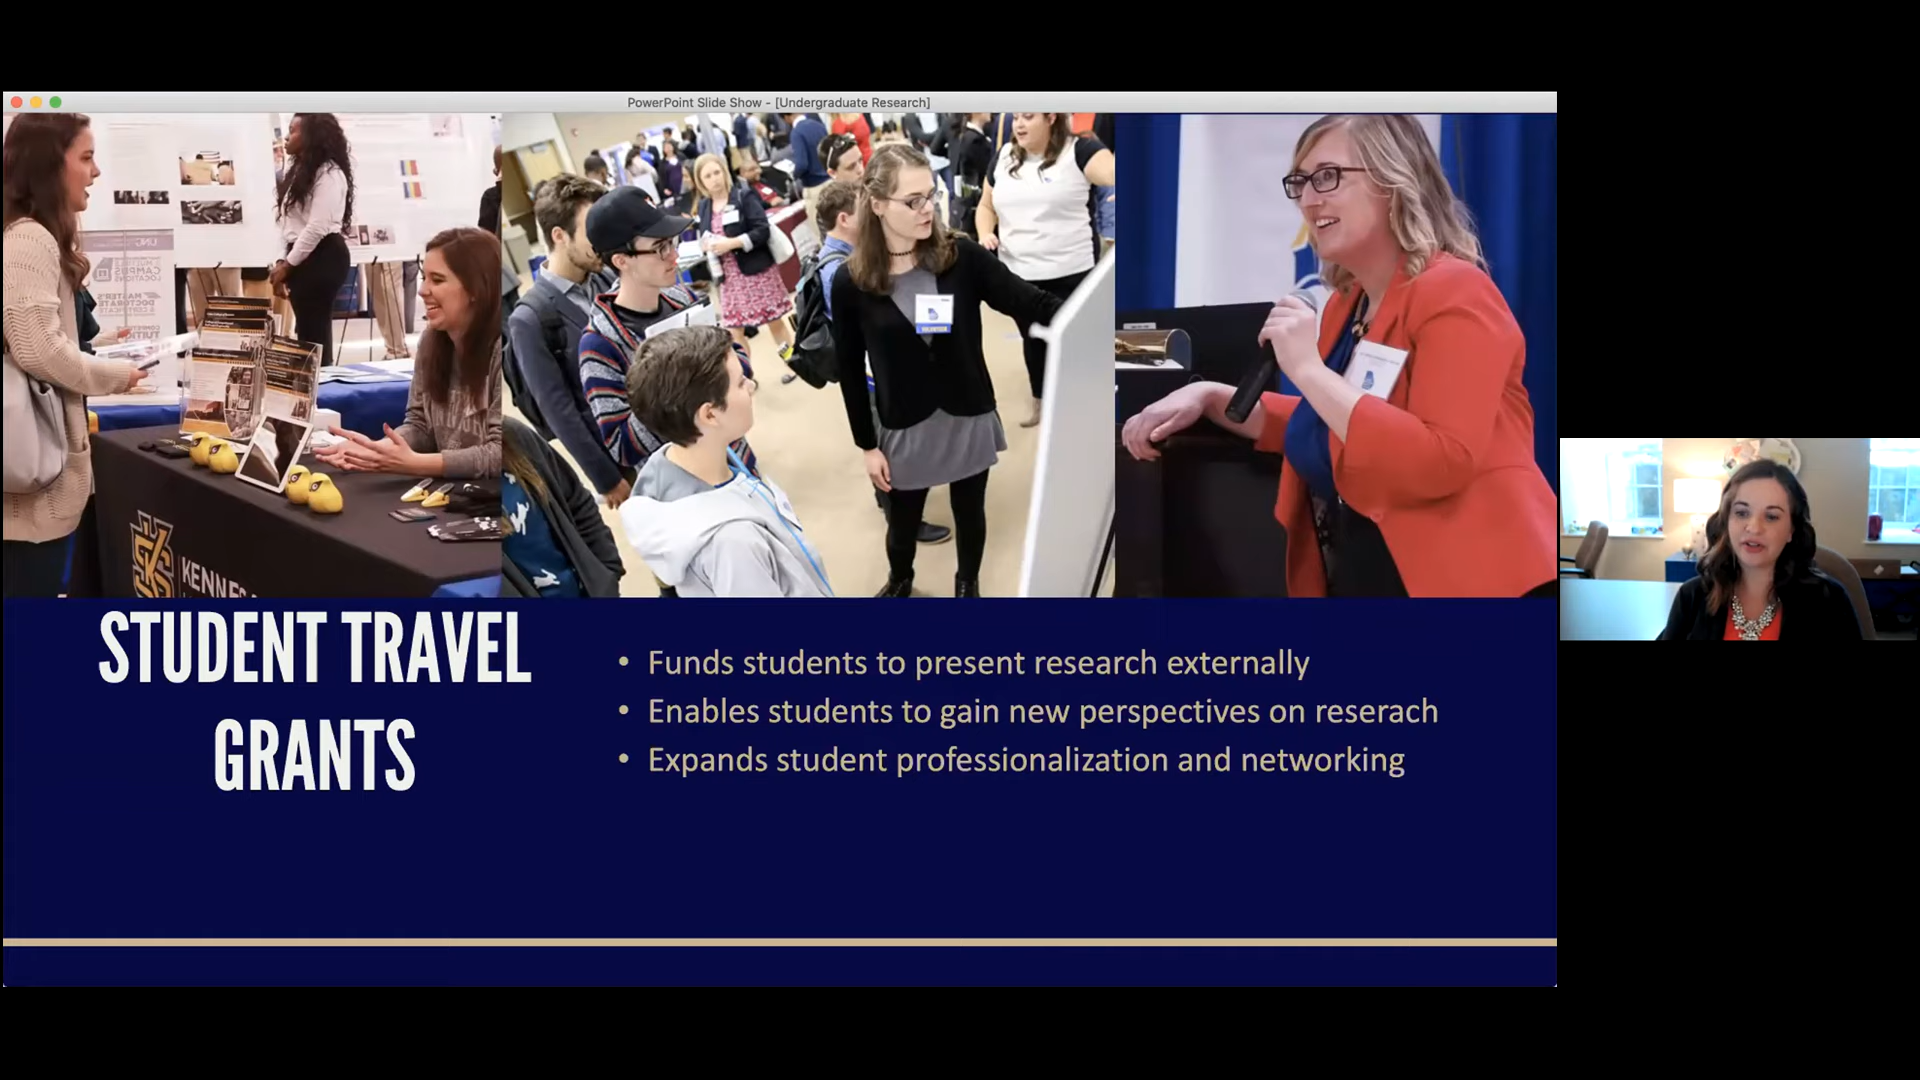 PowerPoint Slide Show - [Undergraduate Research]
KENNES
STUDENT TRAVEL
GRANTS
• Funds students to present research externally
• Enables students to gain new perspectives on reserach
• Expands student professionalization and networking